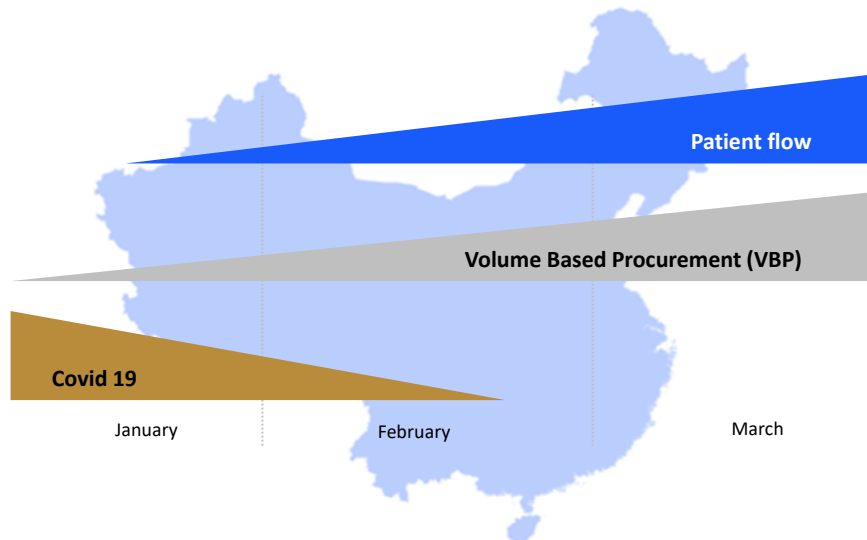 Patient flow
Volume Based Procurement (VBP)
Covid 19
January
February
March